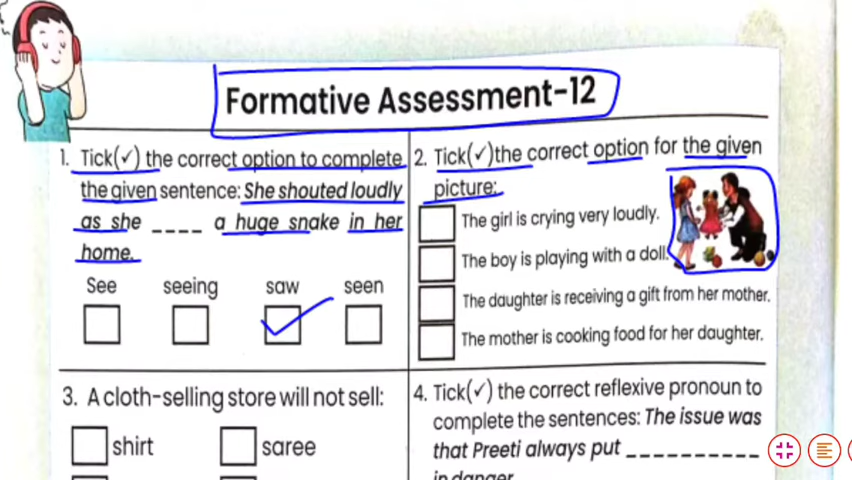 Formative Assessment-12
1. Tick(✓) the correct option to complete
the given sentence: She shouted loudly
as she ____ a huge snake in her
home.
See seeing saw seen
2. Tick(✓)the correct option for the given
picture:
The girl is crying very loudly.
The boy is playing with a doll.
The daughter is receiving a gift from her mother.
The mother is cooking food for her daughter.
3. A cloth-selling store will not sell:
shirt saree
4. Tick(✓) the correct reflexive pronoun to
complete the sentences: The issue was
that Preeti always put __________
in danger